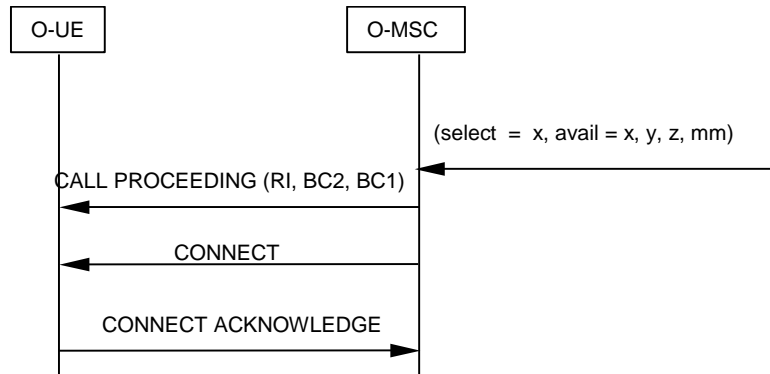 O-UE
O-MSC
(select = x, avail = x, y, z, mm)
CALL PROCEEDING (RI, BC2, BC1)
CONNECT
CONNECT ACKNOWLEDGE